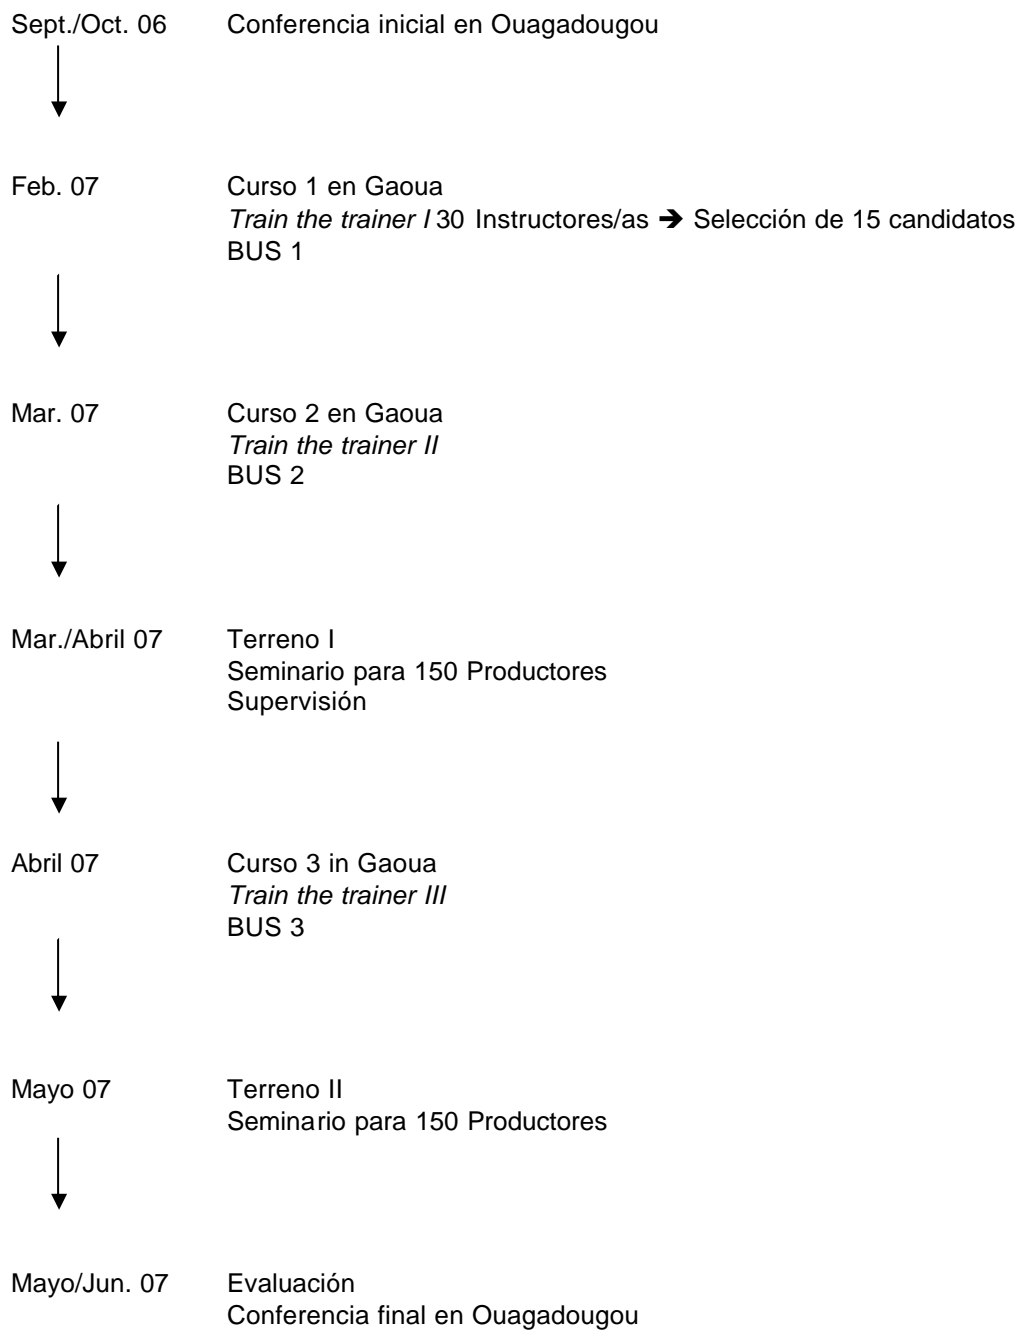 Sept./Oct. 06 Conferencia inicial en Ouagadougou
Feb. 07 Curso 1 en Gaoua
Train the trainer I 30 Instructores/as ➔ Selección de 15 candidatos
BUS 1
Mar. 07 Curso 2 en Gaoua
Train the trainer II
BUS 2
Mar./Abril 07 Terreno I
Seminario para 150 Productores
Supervisión
Abril 07 Curso 3 in Gaoua
Train the trainer III
BUS 3
Mayo 07 Terreno II
Seminario para 150 Productores
Mayo/Jun. 07 Evaluación
Conferencia final en Ouagadougou